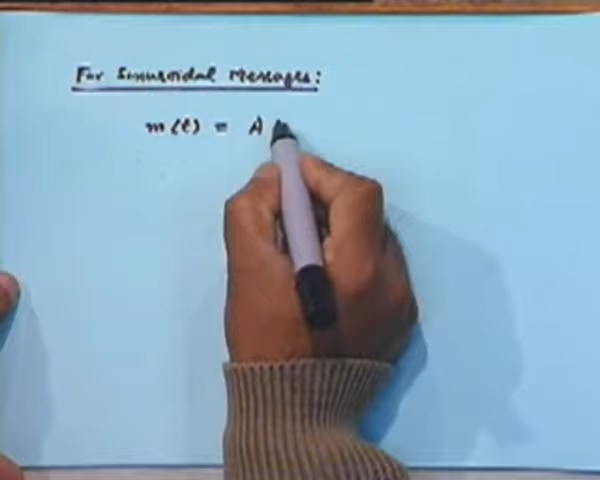 For Sinusoidal Messages:
m(t) = A